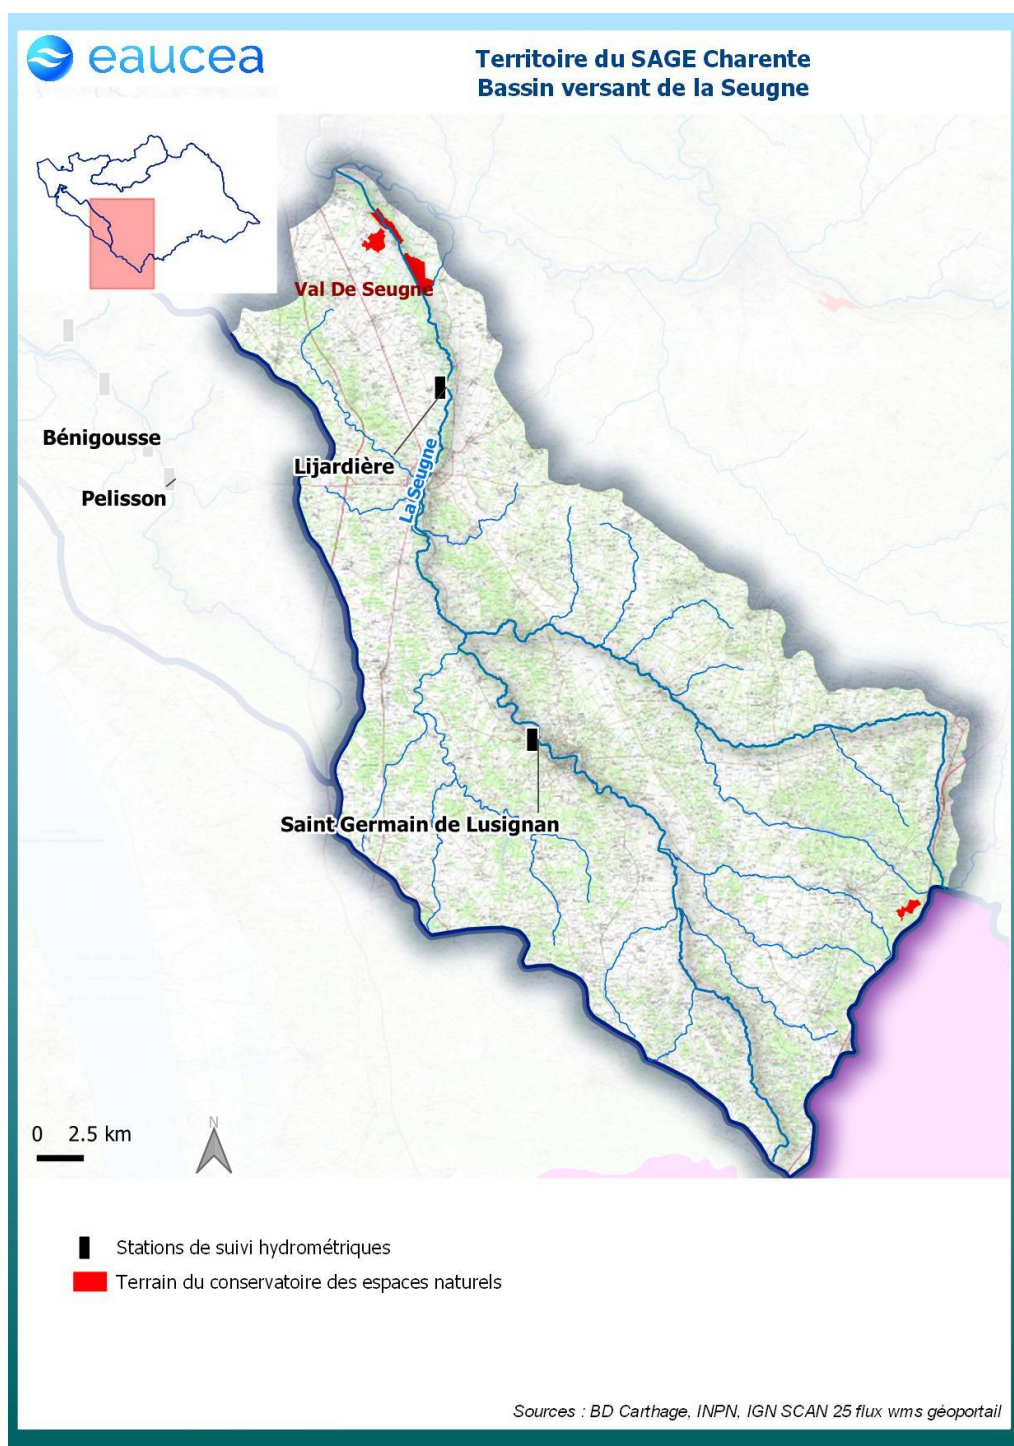 eaucea
Territoire du SAGE Charente
Bassin versant de la Seugne
Val De Seugne
Bénigousse
Lijardière
La Seugne
Pelisson
Saint Germain de Lusignan
0 2.5 km
N
Stations de suivi hydrométriques
Terrain du conservatoire des espaces naturels
Sources : BD Carthage, INPN, IGN SCAN 25 flux wms géoportail